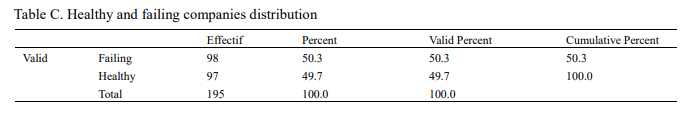 Table C. Healthy and failing companies distribution
Effectif Percent Valid Percent Cumulative Percent
Valid Failing 98 50.3 50.3 50.3
Healthy 97 49.7 49.7 100.0
Total 195 100.0 100.0